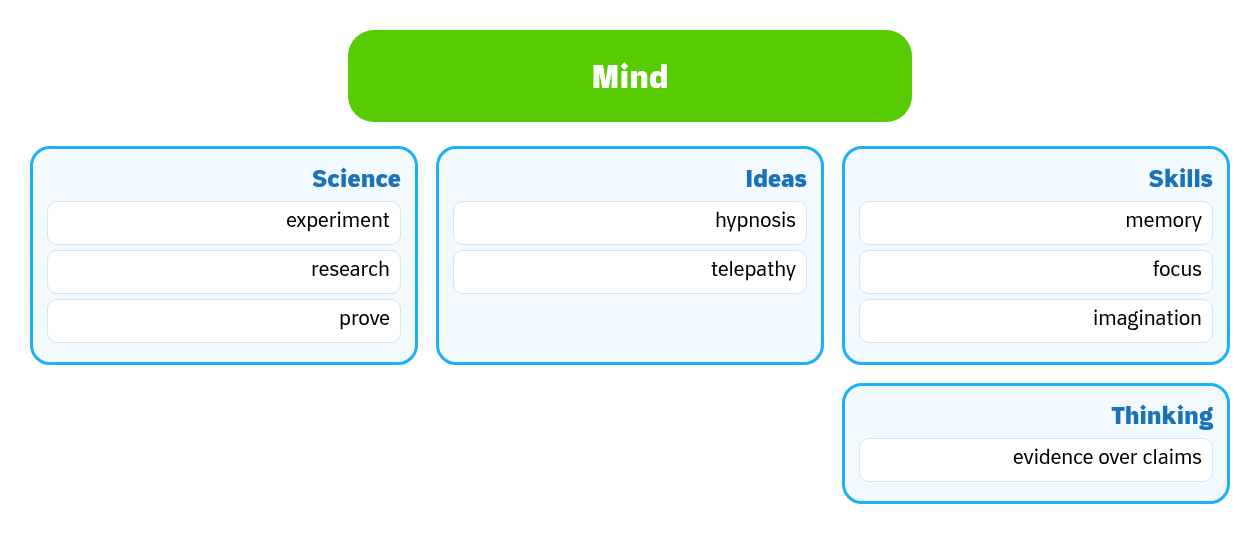 Mind
Science
experiment
research
prove
Ideas
hypnosis
telepathy
Skills
memory
focus
imagination
Thinking
evidence over claims